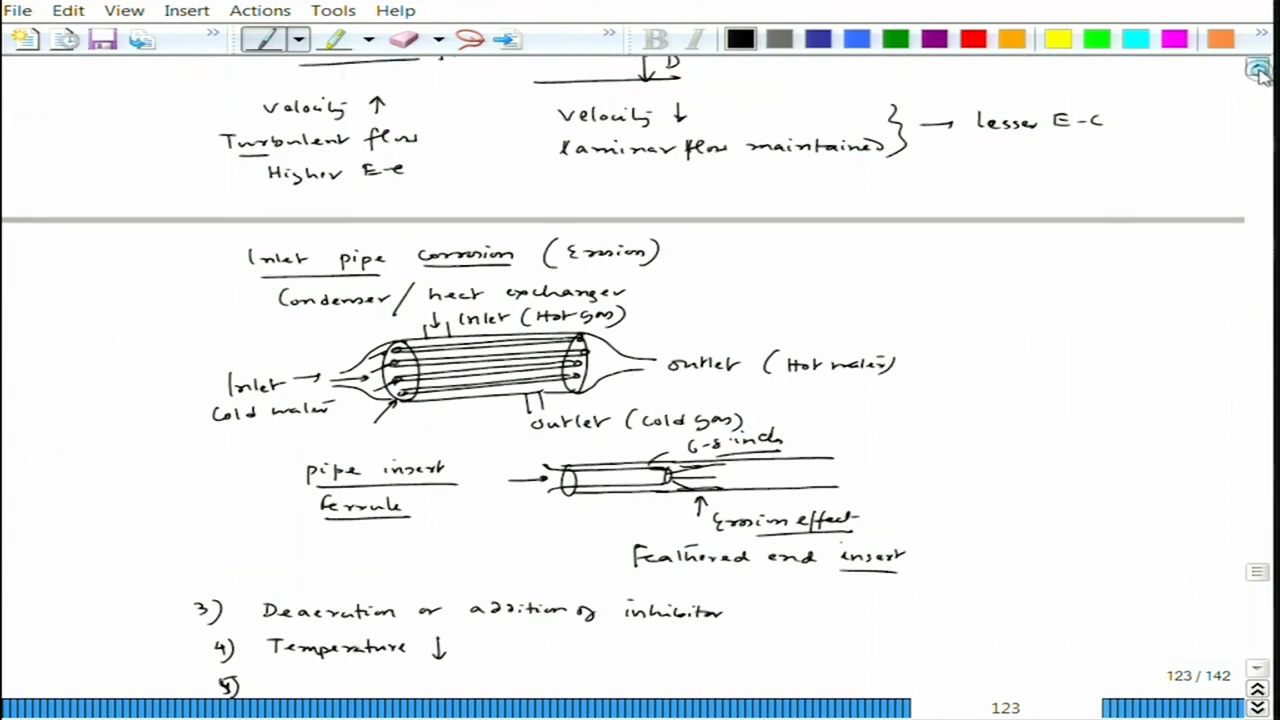 File Edit View Insert Actions Tools Help
B I
D
Velocity ↑
Turbulent flow
Higher E-C
Velocity ↓
laminar flow maintained } → lesser E-C
Inlet pipe corrosion (Erosion)
Condenser / heat exchanger
↓ Inlet (Hot gas)
Inlet →
Cold water
outlet (Hot water)
outlet (cold gas)
6-8 inch
pipe insert
ferrule
Erosion effect
Feathered end insert
3) Deaeration or addition of inhibitor
4) Temperature ↓
5)
123 / 142
123